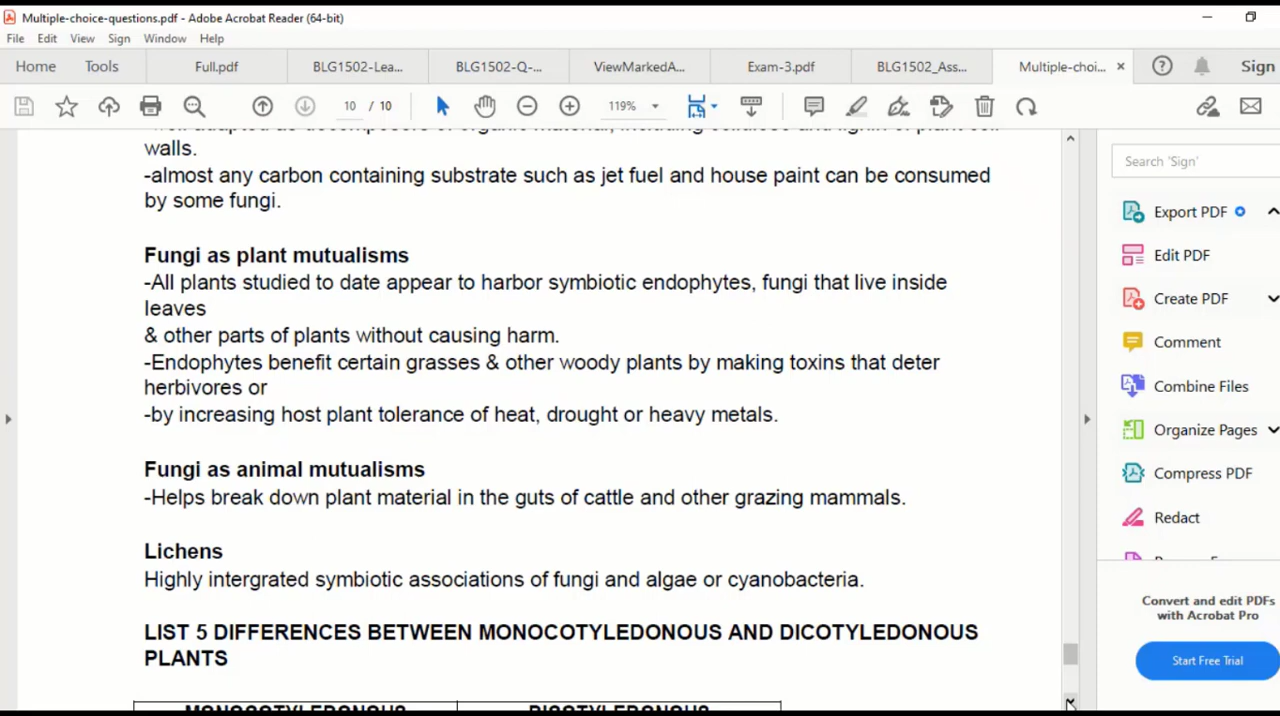 Multiple-choice-questions.pdf - Adobe Acrobat Reader (64-bit)
File Edit View Sign Window Help
Home Tools Full.pdf BLG1502-Lea... BLG1502-Q-... ViewMarkedA... Exam-3.pdf BLG1502_Ass... Multiple-choi... × Sign
10 / 10 119%
walls.
-almost any carbon containing substrate such as jet fuel and house paint can be consumed
by some fungi.
Fungi as plant mutualisms
-All plants studied to date appear to harbor symbiotic endophytes, fungi that live inside
leaves
& other parts of plants without causing harm.
-Endophytes benefit certain grasses & other woody plants by making toxins that deter
herbivores or
-by increasing host plant tolerance of heat, drought or heavy metals.
Fungi as animal mutualisms
-Helps break down plant material in the guts of cattle and other grazing mammals.
Lichens
Highly intergrated symbiotic associations of fungi and algae or cyanobacteria.
LIST 5 DIFFERENCES BETWEEN MONOCOTYLEDONOUS AND DICOTYLEDONOUS
PLANTS
MONOCOTYLEDONOUS DICOTYLEDONOUS
Search 'Sign'
Export PDF
Edit PDF
Create PDF
Comment
Combine Files
Organize Pages
Compress PDF
Redact
Convert and edit PDFs
with Acrobat Pro
Start Free Trial